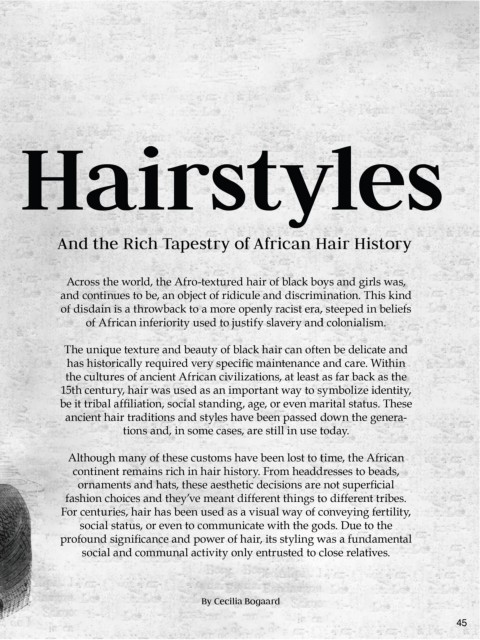 Hairstyles
And the Rich Tapestry of African Hair History
Across the world, the Afro-textured hair of black boys and girls was,
and continues to be, an object of ridicule and discrimination. This kind
of disdain is a throwback to a more openly racist era, steeped in beliefs
of African inferiority used to justify slavery and colonialism.
The unique texture and beauty of black hair can often be delicate and
has historically required very specific maintenance and care. Within
the cultures of ancient African civilizations, at least as far back as the
15th century, hair was used as an important way to symbolize identity,
be it tribal affiliation, social standing, age, or even marital status. These
ancient hair traditions and styles have been passed down the genera-
tions and, in some cases, are still in use today.
Although many of these customs have been lost to time, the African
continent remains rich in hair history. From headdresses to beads,
ornaments and hats, these aesthetic decisions are not superficial
fashion choices and they've meant different things to different tribes.
For centuries, hair has been used as a visual way of conveying fertility,
social status, or even to communicate with the gods. Due to the
profound significance and power of hair, its styling was a fundamental
social and communal activity only entrusted to close relatives.
By Cecilia Bogaard
45